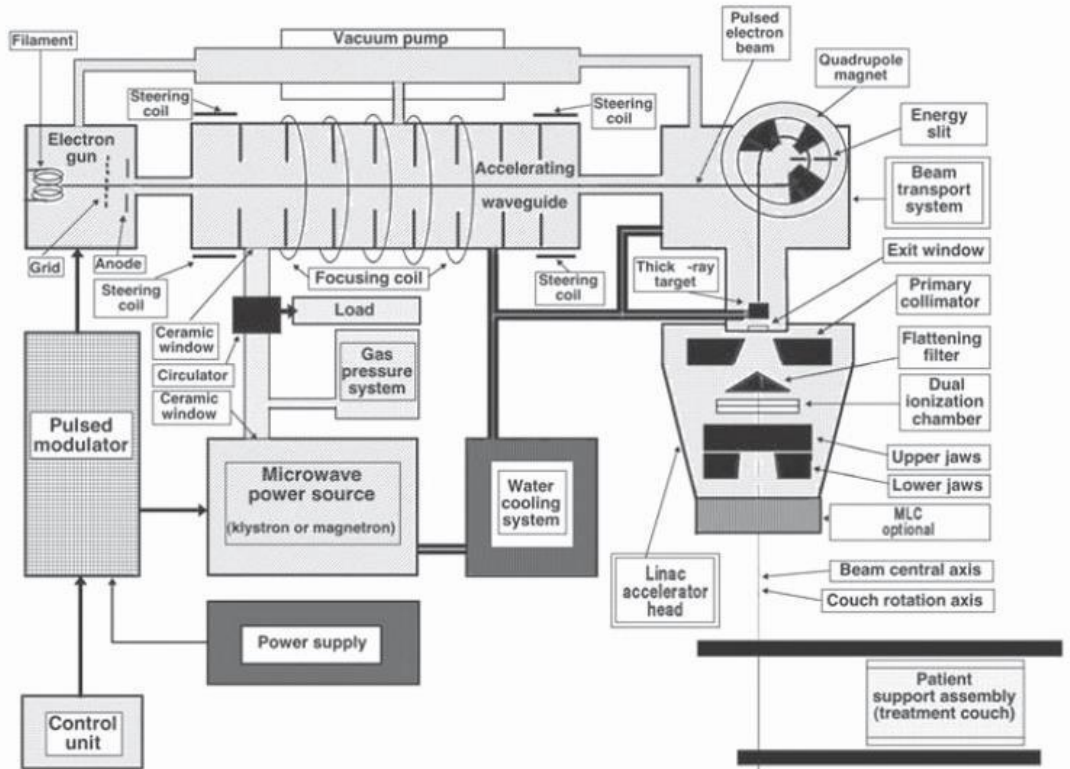 Filament
Vacuum pump
Pulsed
electron
beam
Quadrupole
magnet
Steering
coil
Steering
coil
Energy
slit
Electron
gun
Accelerating
waveguide
Beam
transport
system
Grid
Anode
Steering
coil
Focusing coil
Steering
coil
Thick -ray
target
Exit window
Primary
collimator
Ceramic
window
Load
Flattening
filter
Circulator
Gas
pressure
system
Dual
ionization
chamber
Ceramic
window
Pulsed
modulator
Microwave
power source
(klystron or magnetron)
Water
cooling
system
Upper jaws
Lower jaws
MLC
optional
Linac
accelerator
head
Beam central axis
Couch rotation axis
Power supply
Control
unit
Patient
support assembly
(treatment couch)